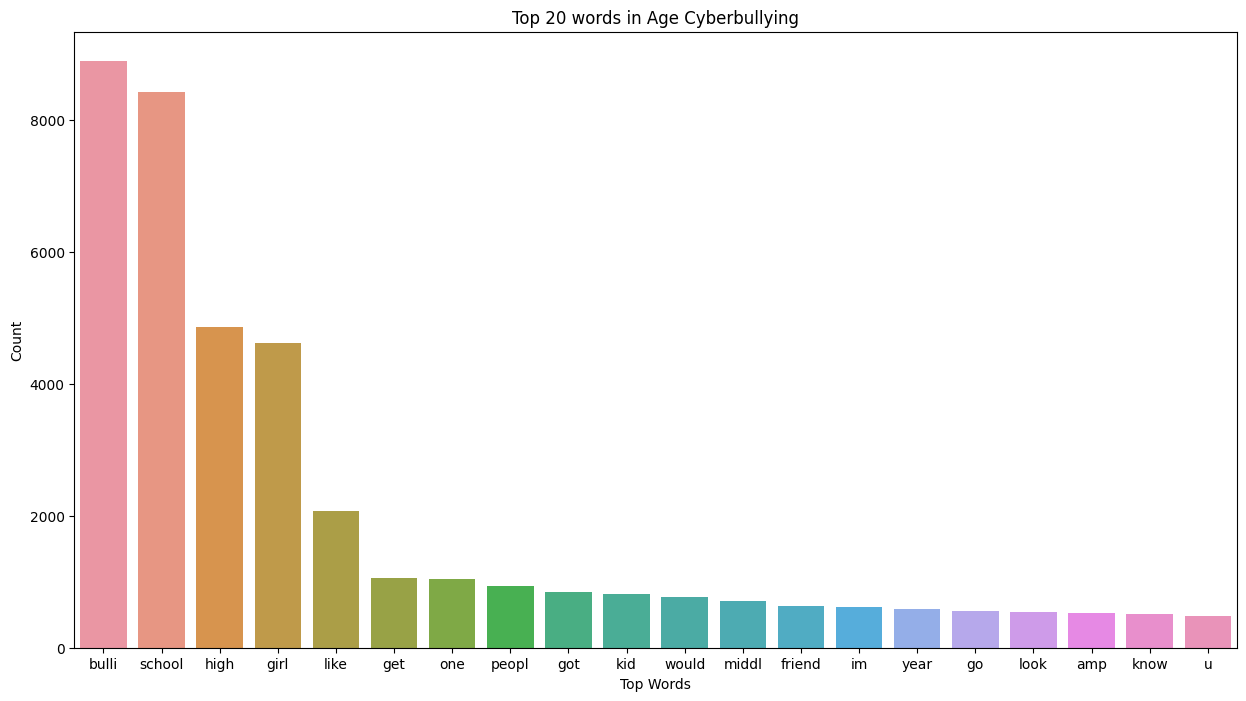 Top 20 words in Age Cyberbullying
8000
6000
4000
2000
0
Count
bulli school high girl like get one peopl got kid would middl friend im year go look amp know u
Top Words